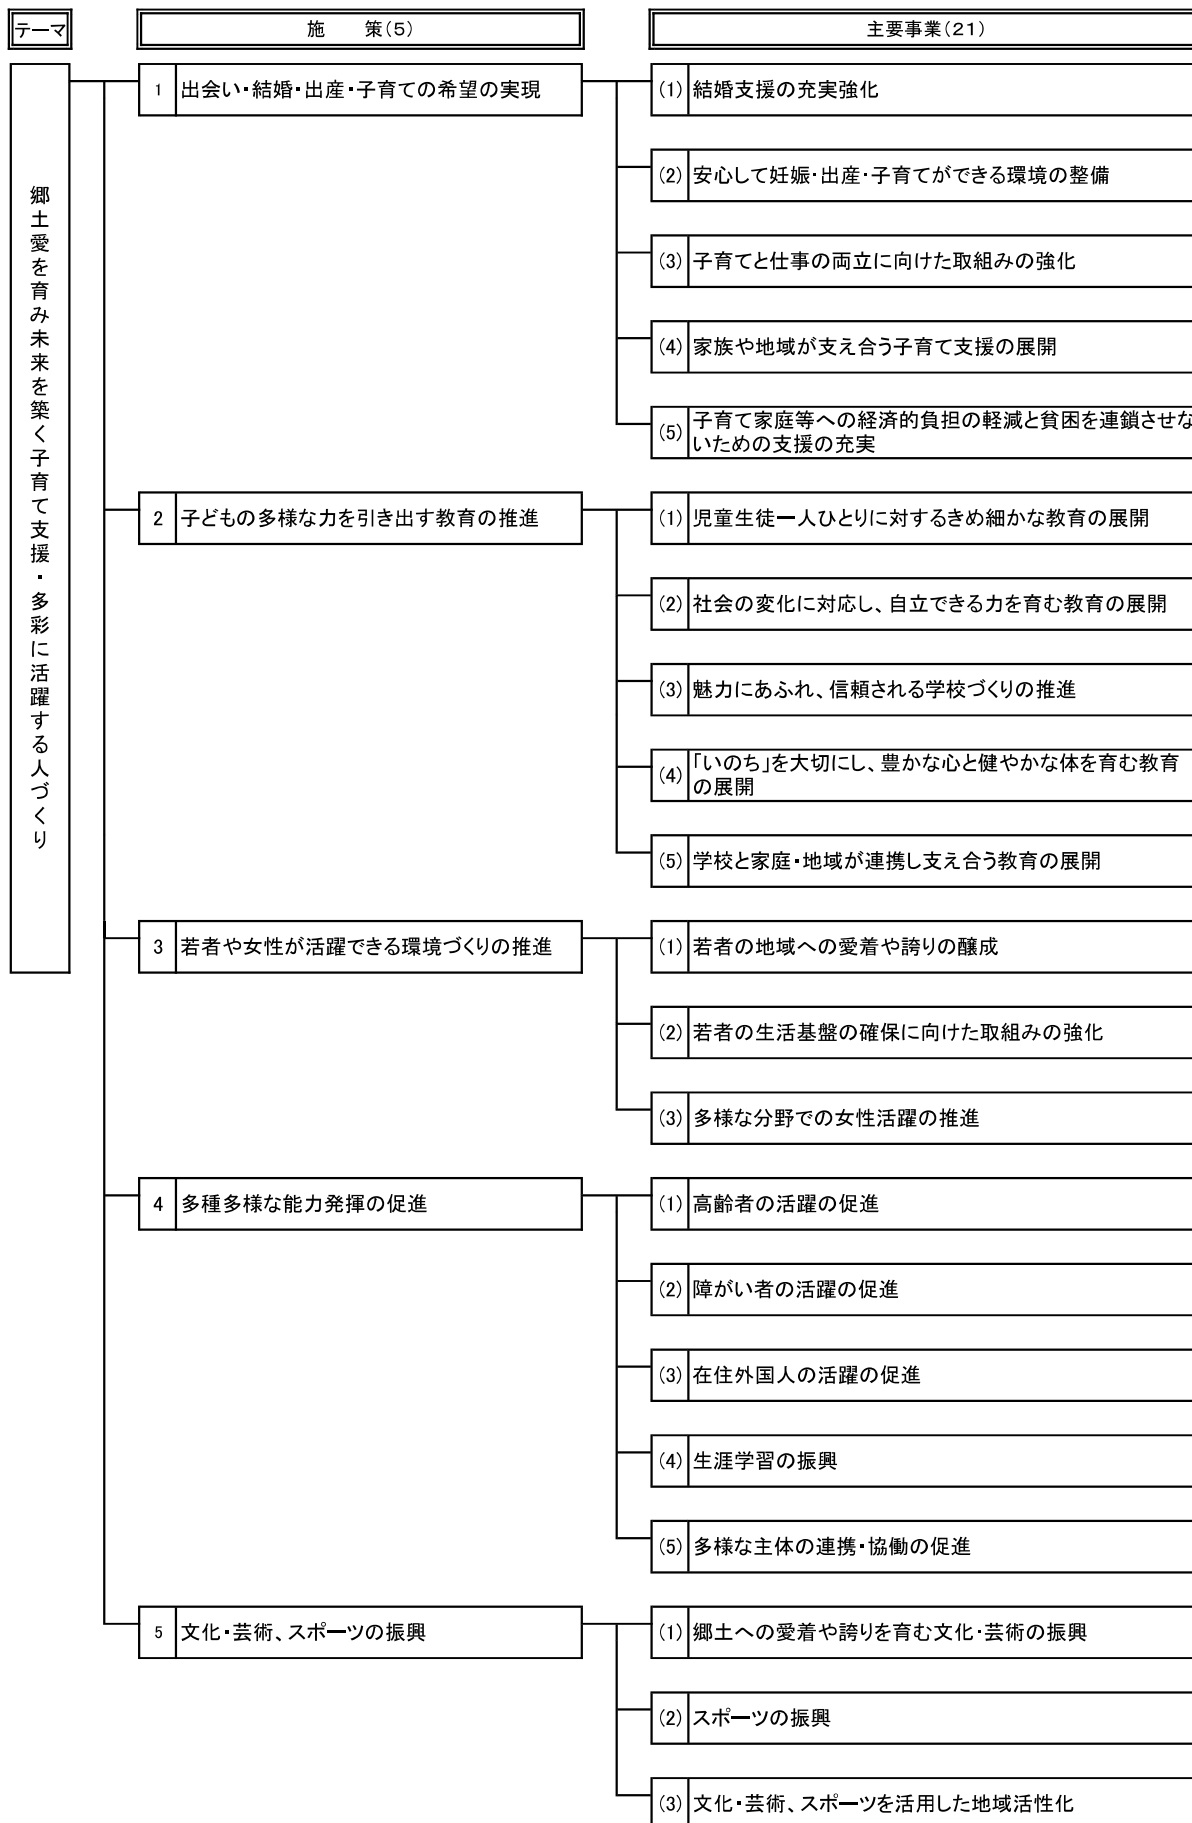 テーマ
施　　策(5)
主要事業(21)
郷土愛を育み未来を築く子育て支援・多彩に活躍する人づくり
1 出会い・結婚・出産・子育ての希望の実現
(1) 結婚支援の充実強化
(2) 安心して妊娠・出産・子育てができる環境の整備
(3) 子育てと仕事の両立に向けた取組みの強化
(4) 家族や地域が支え合う子育て支援の展開
(5) 子育て家庭等への経済的負担の軽減と貧困を連鎖させな
いための支援の充実
2 子どもの多様な力を引き出す教育の推進
(1) 児童生徒一人ひとりに対するきめ細かな教育の展開
(2) 社会の変化に対応し、自立できる力を育む教育の展開
(3) 魅力にあふれ、信頼される学校づくりの推進
(4) 「いのち」を大切にし、豊かな心と健やかな体を育む教育
の展開
(5) 学校と家庭・地域が連携し支え合う教育の展開
3 若者や女性が活躍できる環境づくりの推進
(1) 若者の地域への愛着や誇りの醸成
(2) 若者の生活基盤の確保に向けた取組みの強化
(3) 多様な分野での女性活躍の推進
4 多種多様な能力発揮の促進
(1) 高齢者の活躍の促進
(2) 障がい者の活躍の促進
(3) 在住外国人の活躍の促進
(4) 生涯学習の振興
(5) 多様な主体の連携・協働の促進
5 文化・芸術、スポーツの振興
(1) 郷土への愛着や誇りを育む文化・芸術の振興
(2) スポーツの振興
(3) 文化・芸術、スポーツを活用した地域活性化